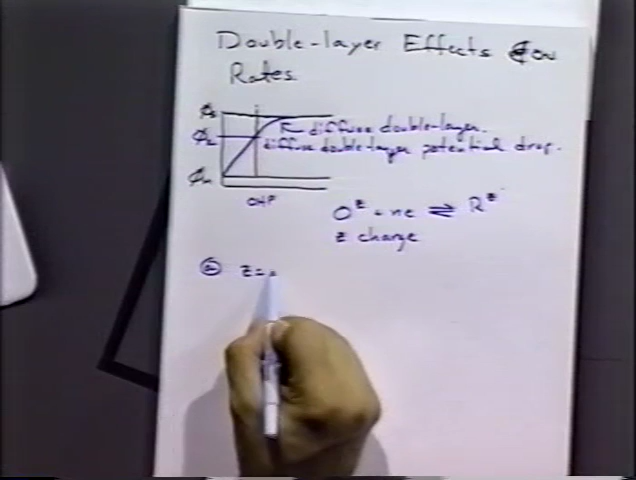 Double-layer Effects on
Rates
ϕs
diffuse double-layer.
ϕ2
diffuse double-layer potential drop.
ϕm
OHP
O^z + ne ⇌ R^z'
z charge
ⓐ z=